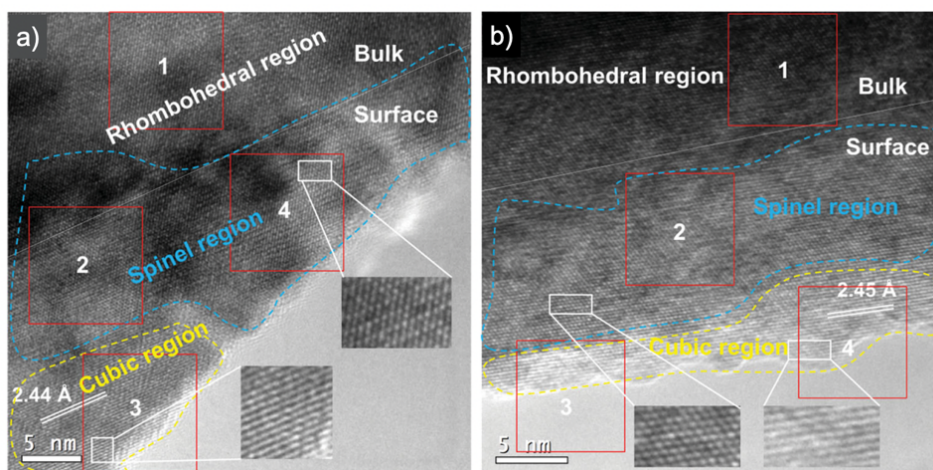 a)
1
Rhombohedral region
Bulk
Surface
4
2
Spinel region
Cubic region
2.44 Å
3
5 nm
b)
1
Rhombohedral region
Bulk
Surface
Spinel region
2
2.45 Å
Cubic region
4
3
5 nm